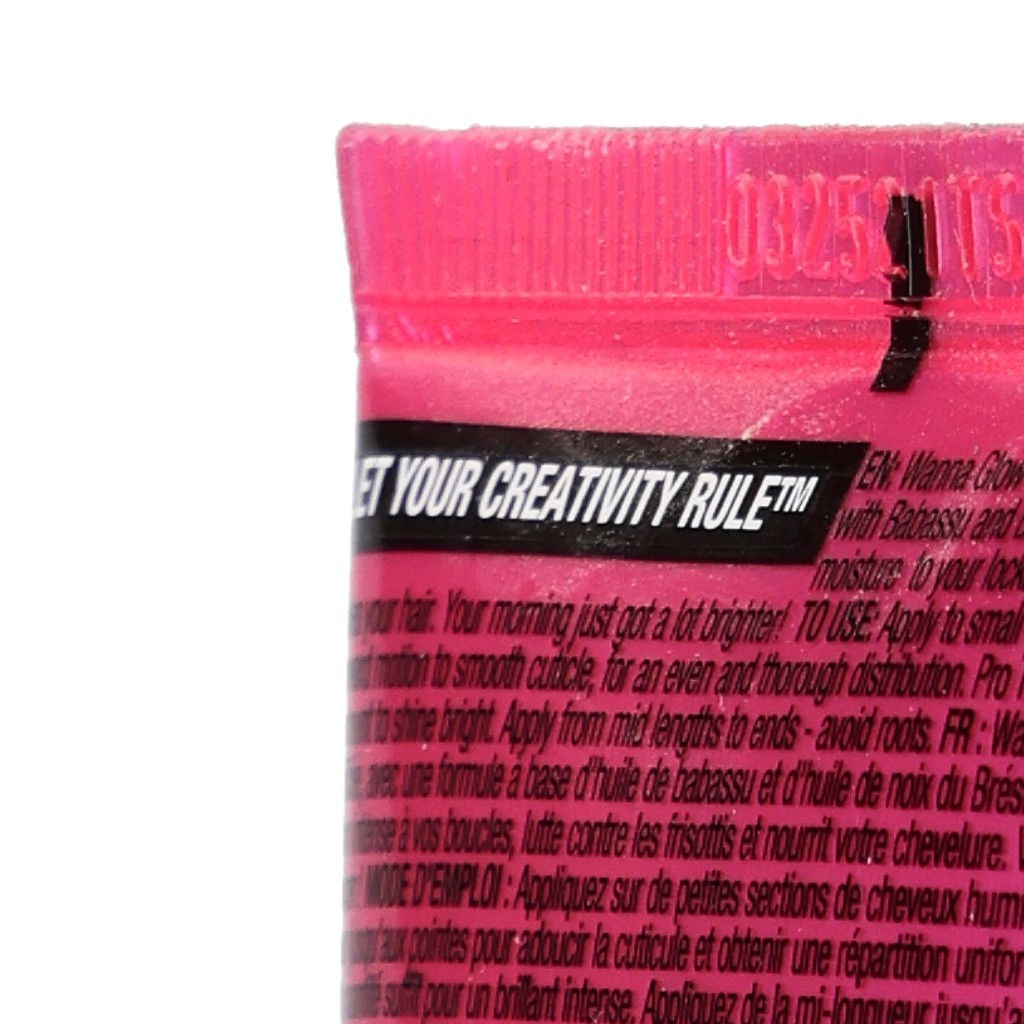 032521TS
ET YOUR CREATIVITY RULE™
EN: Wanna Glow
with Babassu and
moisture to your lock
your hair. Your morning just got a lot brighter! TO USE: Apply to small
motion to smooth cuticle, for an even and thorough distribution. Pro
to shine bright. Apply from mid lengths to ends - avoid roots. FR : Wa
avec une formule à base d'huile de babassu et d'huile de noix du Brés
à vos boucles, lutte contre les frisottis et nourrit votre chevelure.
MODE D'EMPLOI : Appliquez sur de petites sections de cheveux humi
aux pointes pour adoucir la cuticule et obtenir une répartition unifor
suffit pour un brillant intense. Appliquez de la mi-longueur jusqu'a